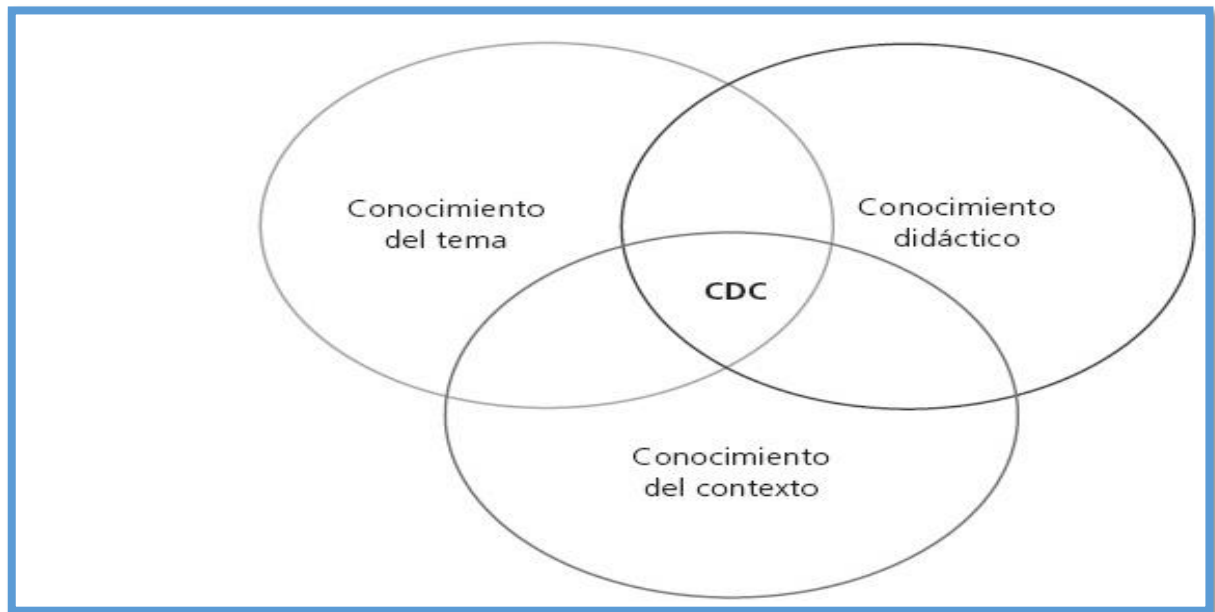 Conocimiento
del tema
Conocimiento
didáctico
CDC
Conocimiento
del contexto